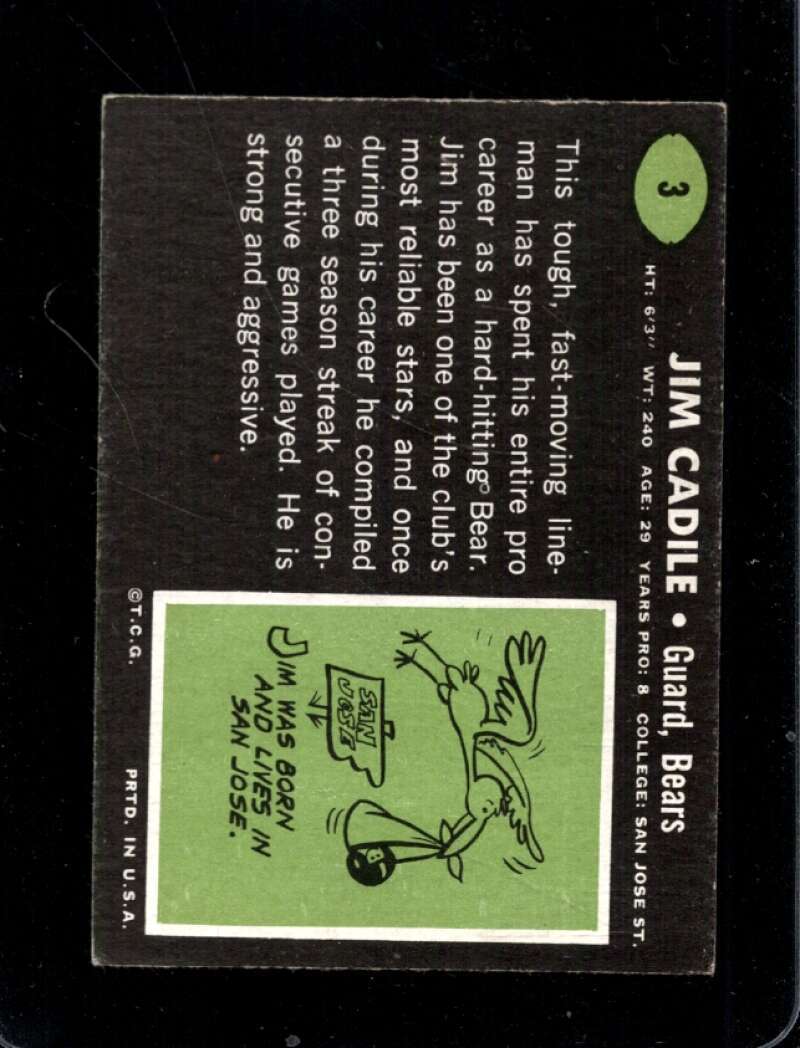 3
JIM CADILE • Guard, Bears
HT: 6'3" WT: 240 AGE: 29 YEARS PRO: 8 COLLEGE: SAN JOSE ST.
This tough, fast-moving line-
man has spent his entire pro
career as a hard-hitting Bear.
Jim has been one of the club's
most reliable stars, and once
during his career he compiled
a three season streak of con-
secutive games played. He is
strong and aggressive.
SAN
JOSE
JIM WAS BORN
AND LIVES IN
SAN JOSE.
©T.C.G.
PRTD. IN U.S.A.